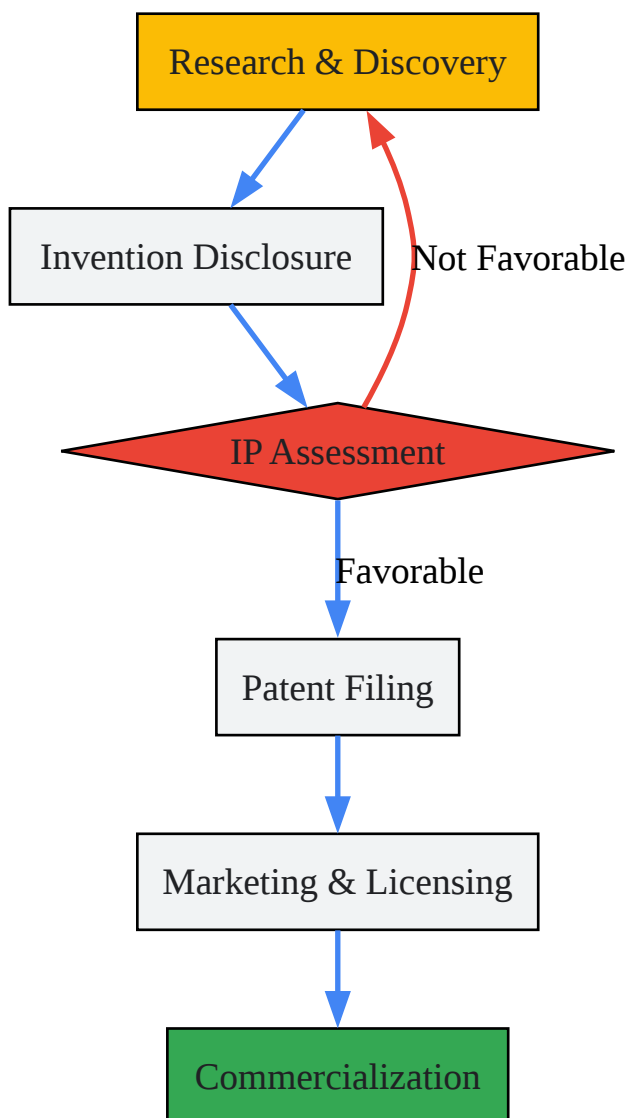 Research & Discovery
Invention Disclosure
Not Favorable
IP Assessment
Favorable
Patent Filing
Marketing & Licensing
Commercialization